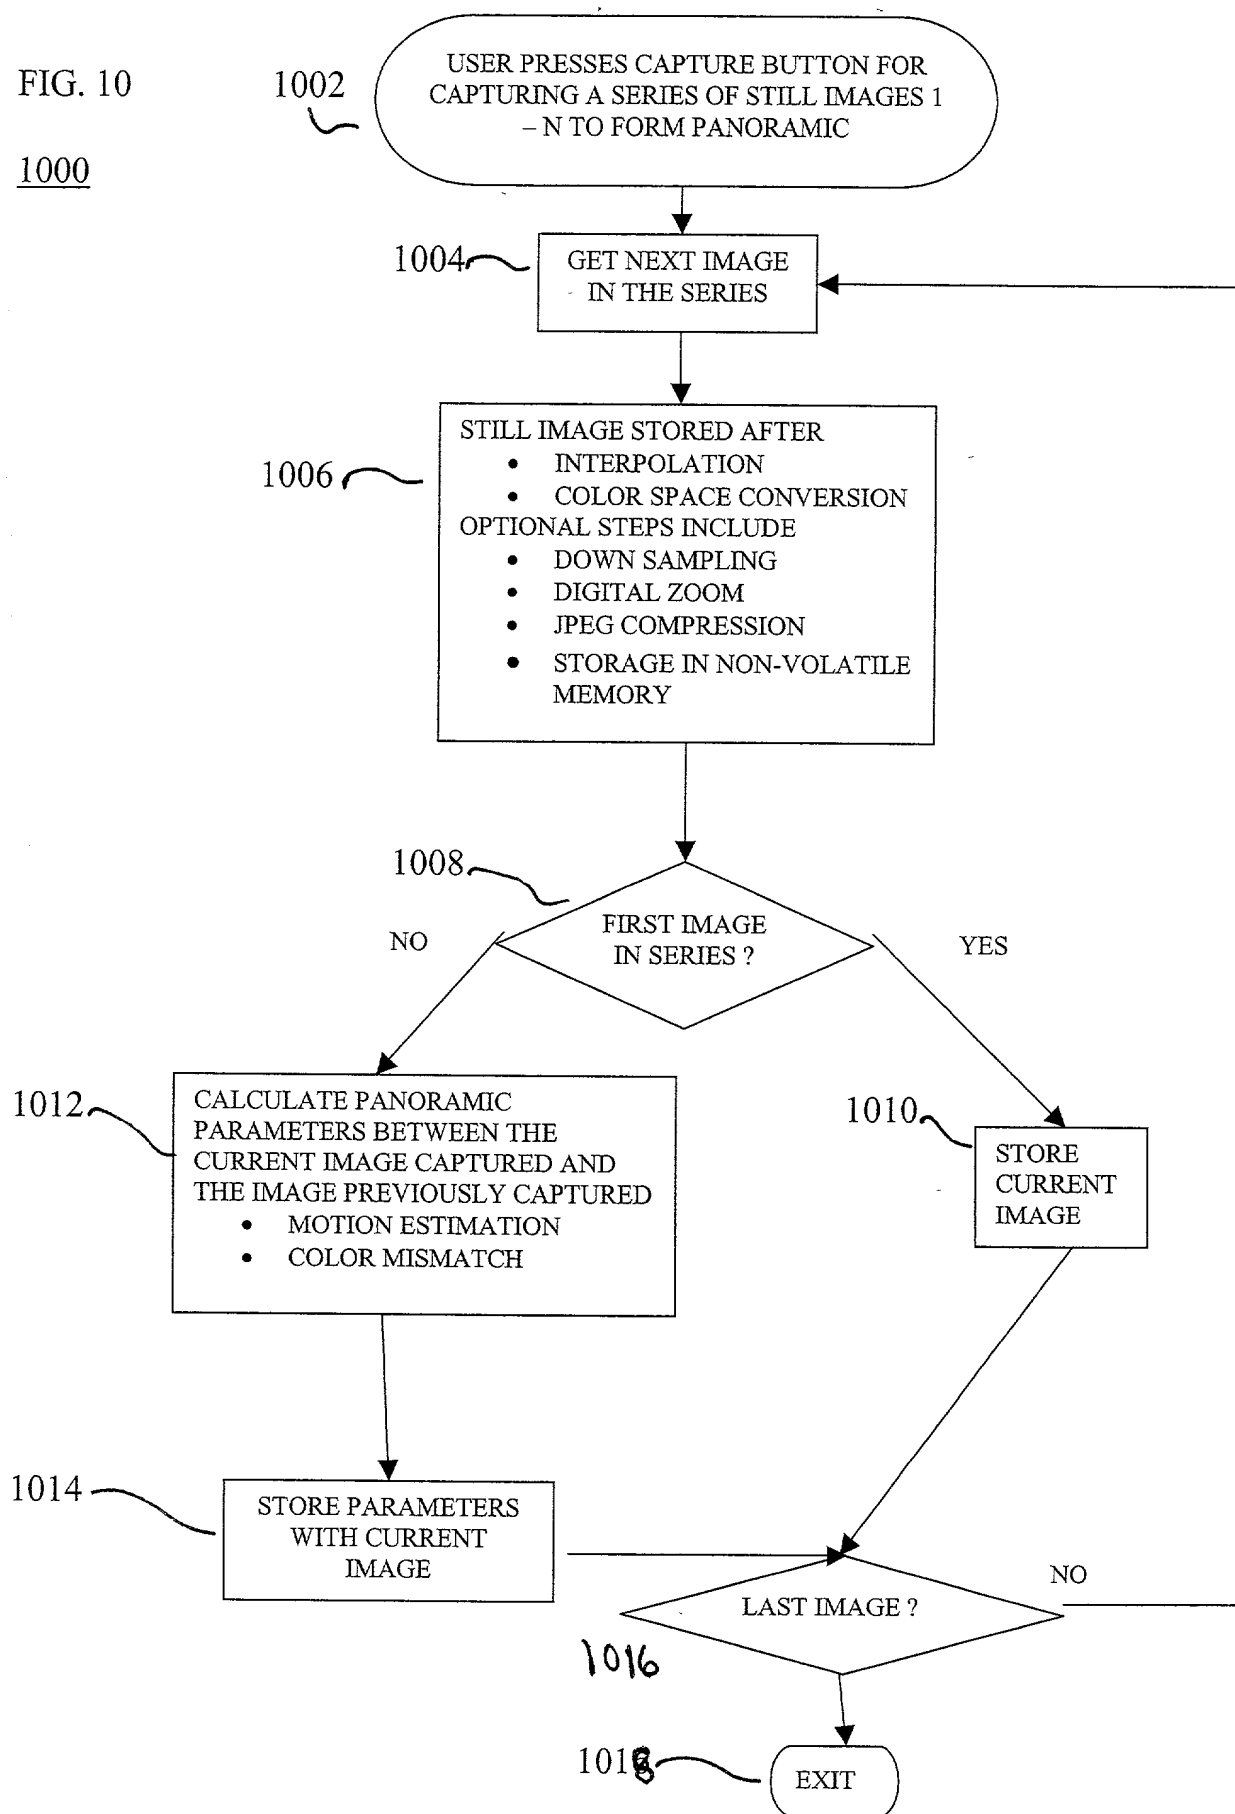 FIG. 10
1000
1002
USER PRESSES CAPTURE BUTTON FOR
CAPTURING A SERIES OF STILL IMAGES 1
– N TO FORM PANORAMIC
1004
GET NEXT IMAGE
IN THE SERIES
1006
STILL IMAGE STORED AFTER
• INTERPOLATION
• COLOR SPACE CONVERSION
OPTIONAL STEPS INCLUDE
• DOWN SAMPLING
• DIGITAL ZOOM
• JPEG COMPRESSION
• STORAGE IN NON-VOLATILE
MEMORY
1008
FIRST IMAGE
IN SERIES ?
NO
YES
1012
CALCULATE PANORAMIC
PARAMETERS BETWEEN THE
CURRENT IMAGE CAPTURED AND
THE IMAGE PREVIOUSLY CAPTURED
• MOTION ESTIMATION
• COLOR MISMATCH
1010
STORE
CURRENT
IMAGE
1014
STORE PARAMETERS
WITH CURRENT
IMAGE
LAST IMAGE ?
NO
1016
1018
EXIT